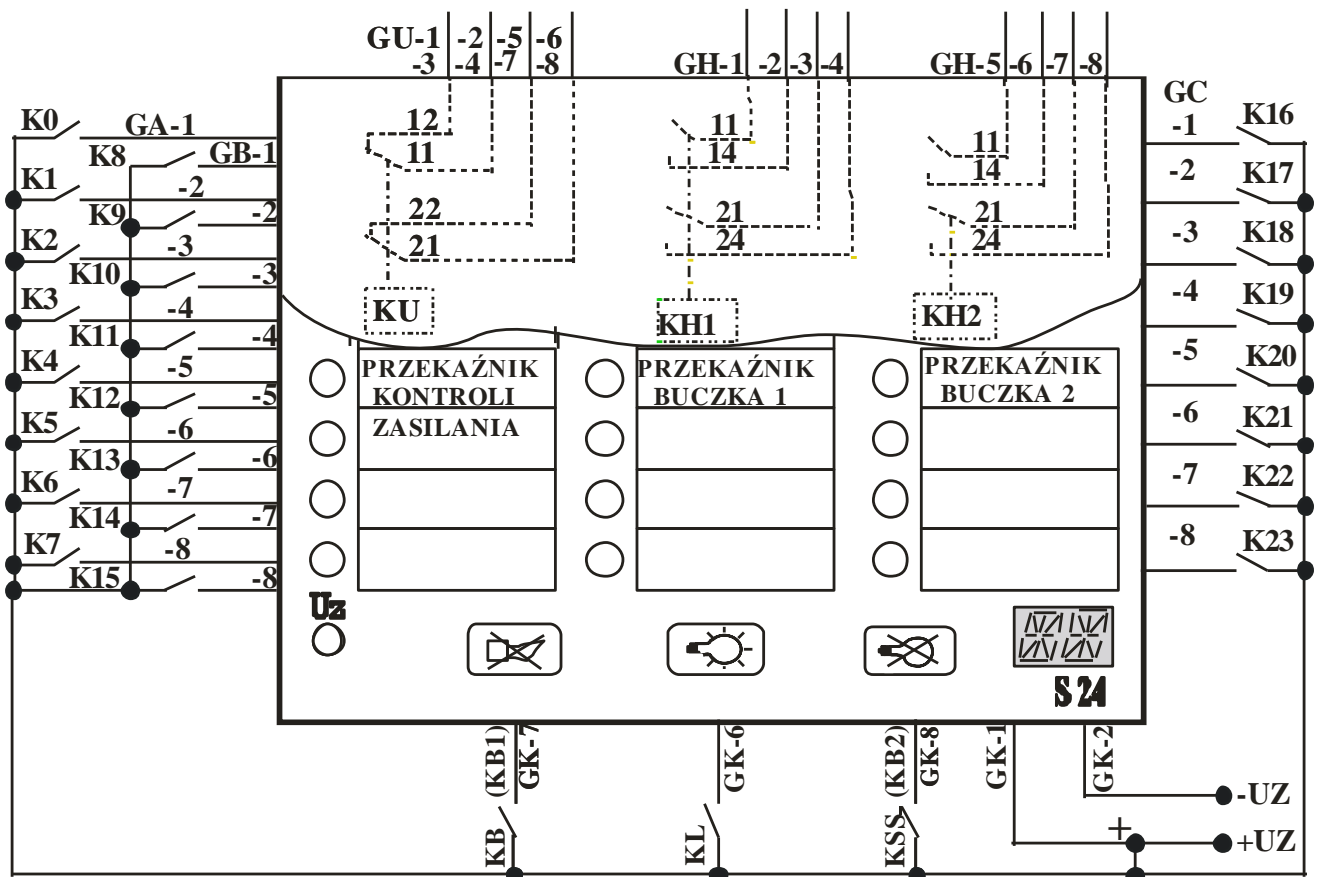 GU-1 -2 -5 -6
-3 -4 -7 -8
GH-1 -2 -3 -4
GH-5 -6 -7 -8
GC
K0 GA-1
K8 GB-1
K1 -2
K9 -2
K2 -3
K10 -3
K3 -4
K11 -4
K4 -5
K12 -5
K5 -6
K13 -6
K6 -7
K14 -7
K7 -8
K15 -8
12
11
22
21
KU
11
14
21
24
KH1
11
14
21
24
KH2
-1 K16
-2 K17
-3 K18
-4 K19
-5 K20
-6 K21
-7 K22
-8 K23
PRZEKAŹNIK
KONTROLI
ZASILANIA
PRZEKAŹNIK
BUCZKA 1
PRZEKAŹNIK
BUCZKA 2
Uz
S 24
KB (KB1)
GK-7
KL
GK-6
KSS (KB2)
GK-8
GK-1
GK-2
-UZ
+
+UZ